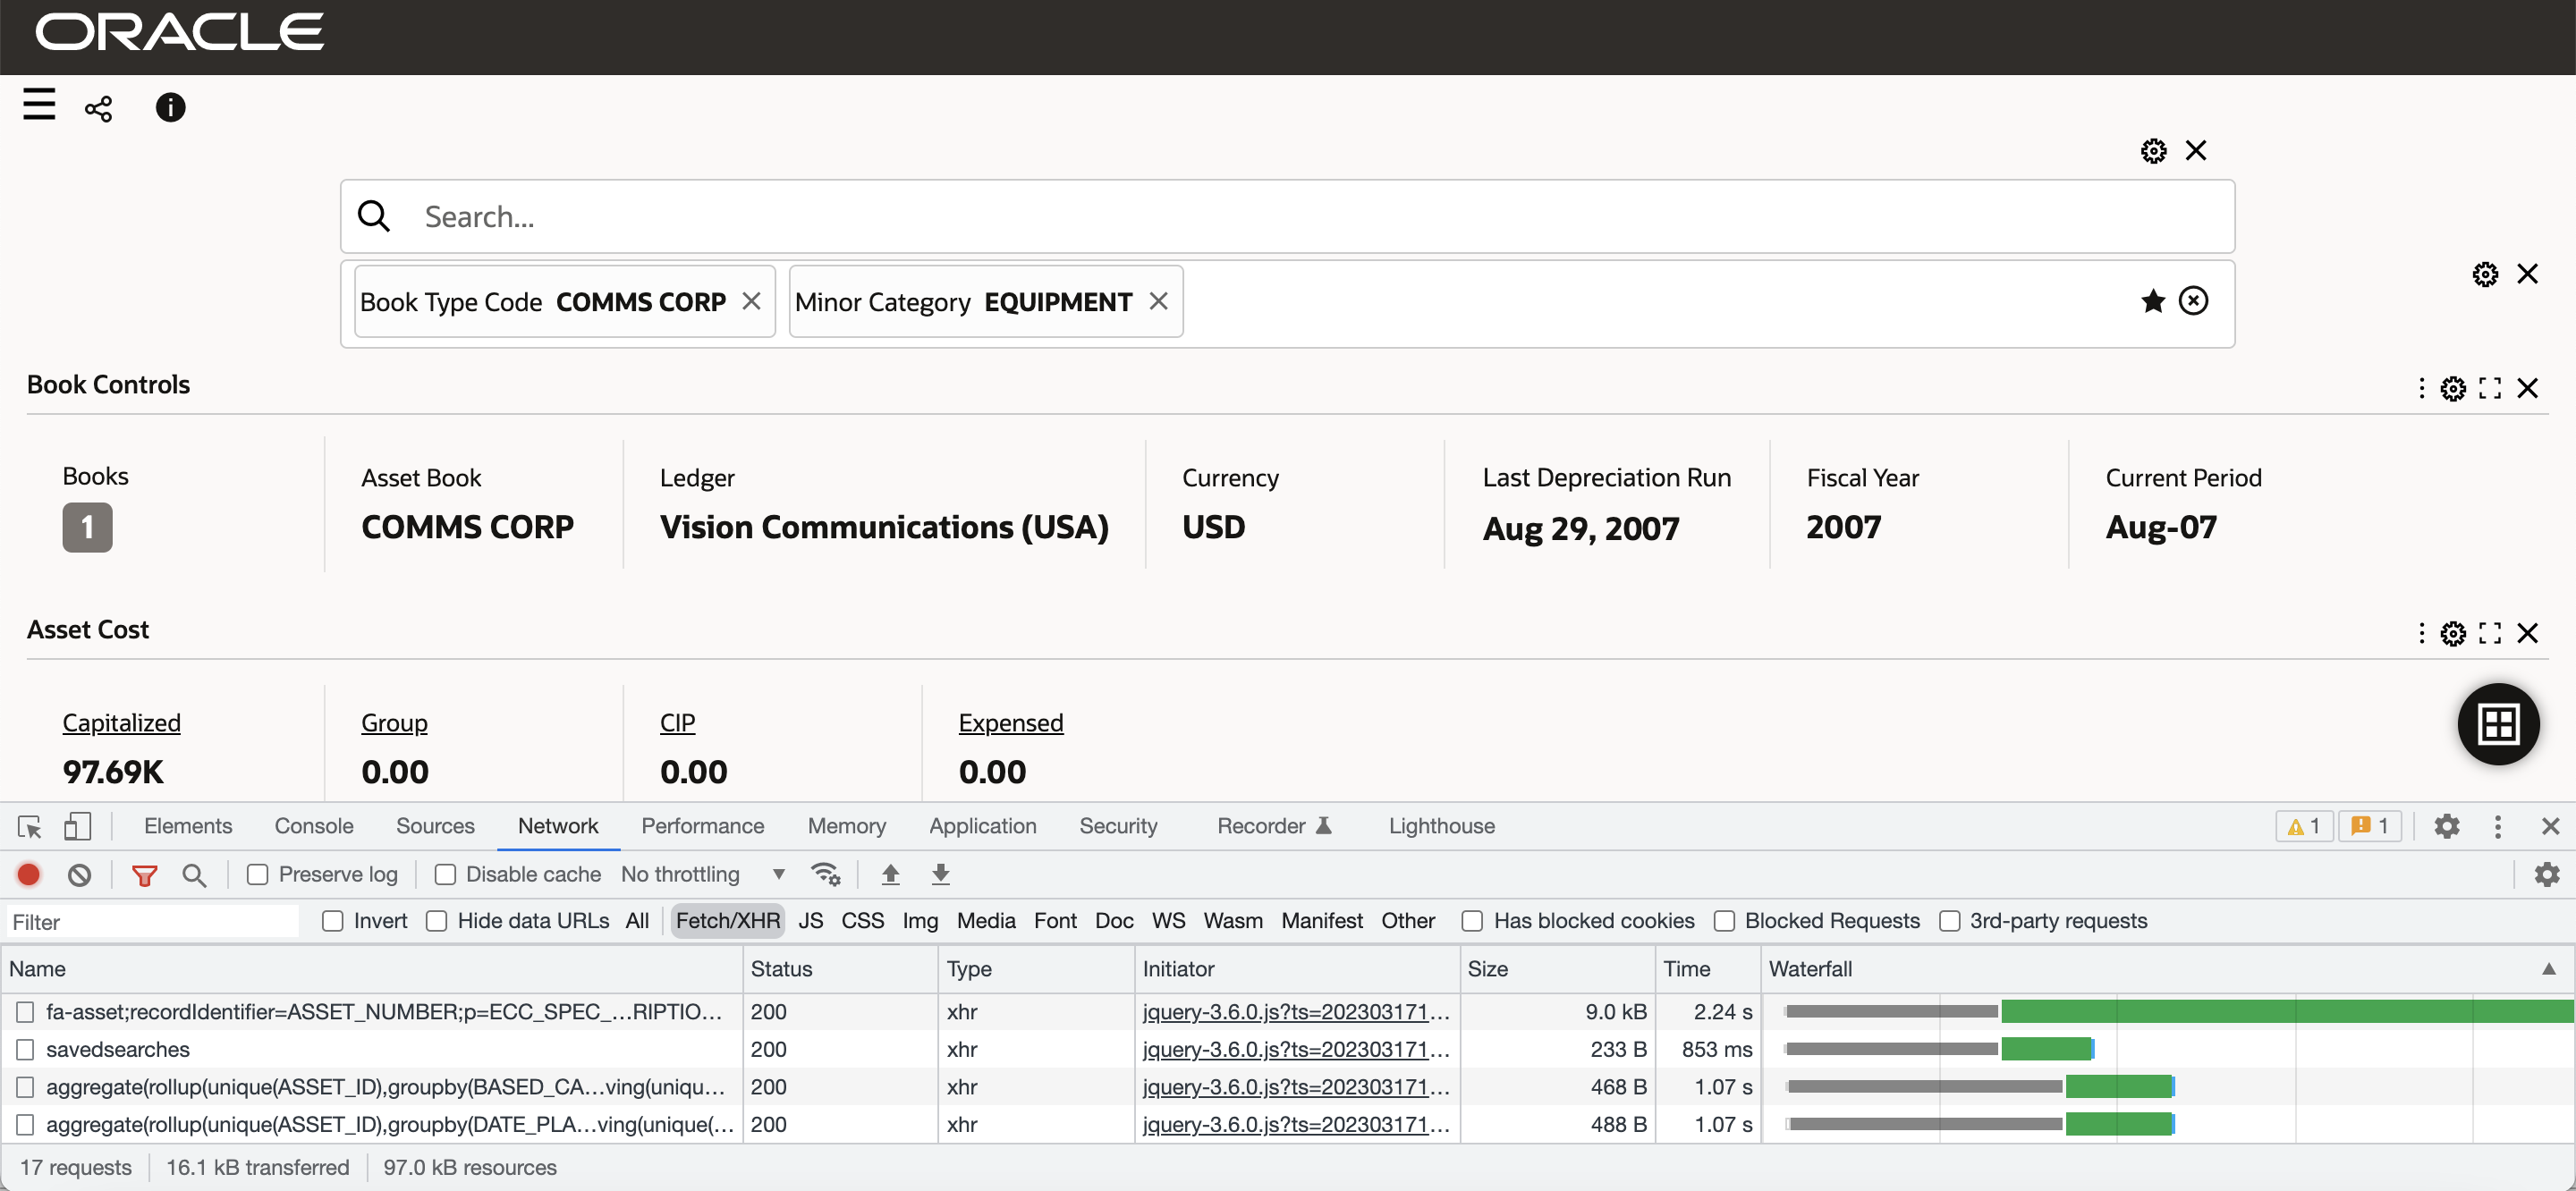 ORACLE
Search...
Book Type Code COMMS CORP Minor Category EQUIPMENT
Book Controls
Books Asset Book Ledger Currency Last Depreciation Run Fiscal Year Current Period
1 COMMS CORP Vision Communications (USA) USD Aug 29, 2007 2007 Aug-07
Asset Cost
Capitalized Group CIP Expensed
97.69K 0.00 0.00 0.00
Elements Console Sources Network Performance Memory Application Security Recorder Lighthouse 1 1
Preserve log Disable cache No throttling
Filter Invert Hide data URLs All Fetch/XHR JS CSS Img Media Font Doc WS Wasm Manifest Other Has blocked cookies Blocked Requests 3rd-party requests
Name Status Type Initiator Size Time Waterfall
fa-asset;recordIdentifier=ASSET_NUMBER;p=ECC_SPEC_...RIPTIO... 200 xhr jquery-3.6.0.js?ts=202303171... 9.0 kB 2.24 s
savedsearches 200 xhr jquery-3.6.0.js?ts=202303171... 233 B 853 ms
aggregate(rollup(unique(ASSET_ID),groupby(BASED_CA...ving(uniqu... 200 xhr jquery-3.6.0.js?ts=202303171... 468 B 1.07 s
aggregate(rollup(unique(ASSET_ID),groupby(DATE_PLA...ving(unique(... 200 xhr jquery-3.6.0.js?ts=202303171... 488 B 1.07 s
17 requests 16.1 kB transferred 97.0 kB resources